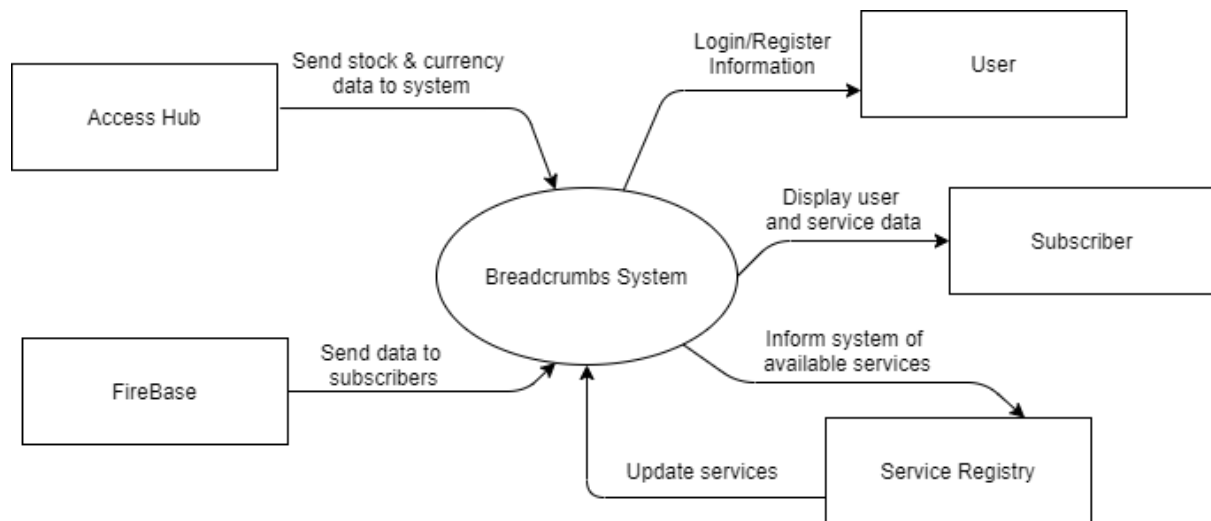 Send stock & currency
data to system
Access Hub
Login/Register
Information
User
Display user
and service data
Subscriber
Breadcrumbs System
Inform system of
available services
Send data to
subscribers
FireBase
Update services
Service Registry